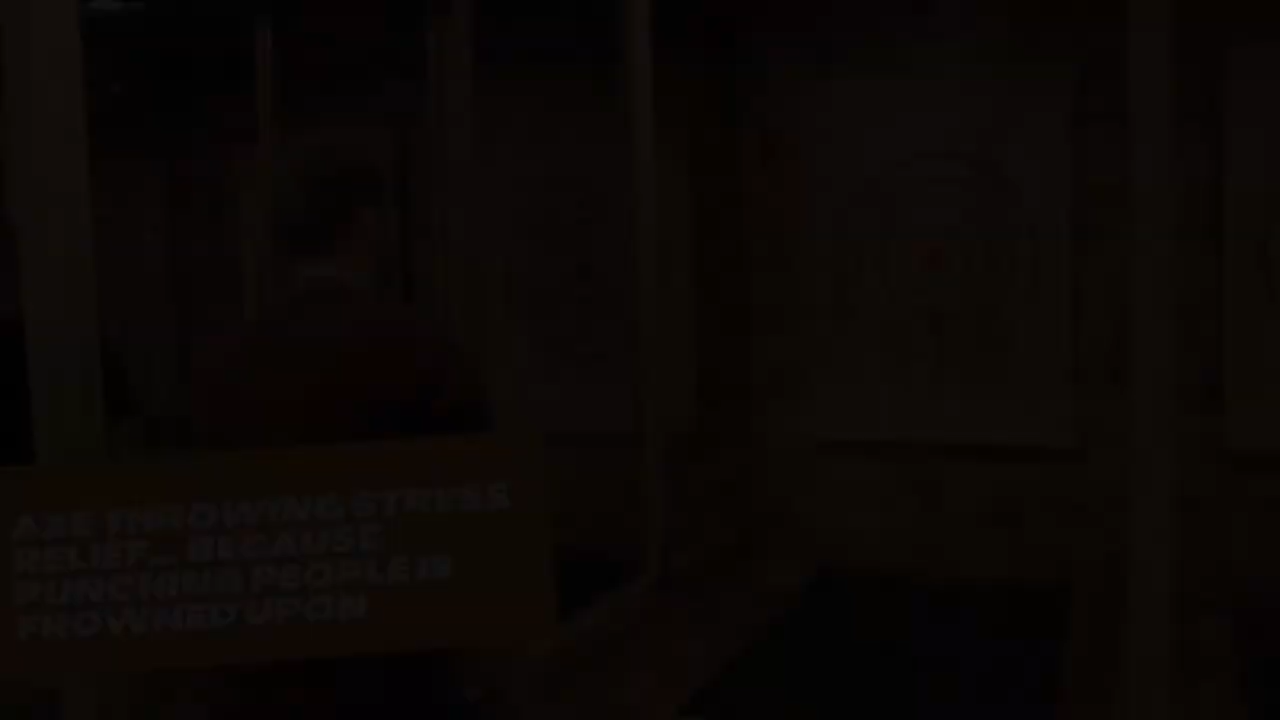 AXE THROWING STRESS
RELIEF... BECAUSE
PUNCHING PEOPLE IS
FROWNED UPON